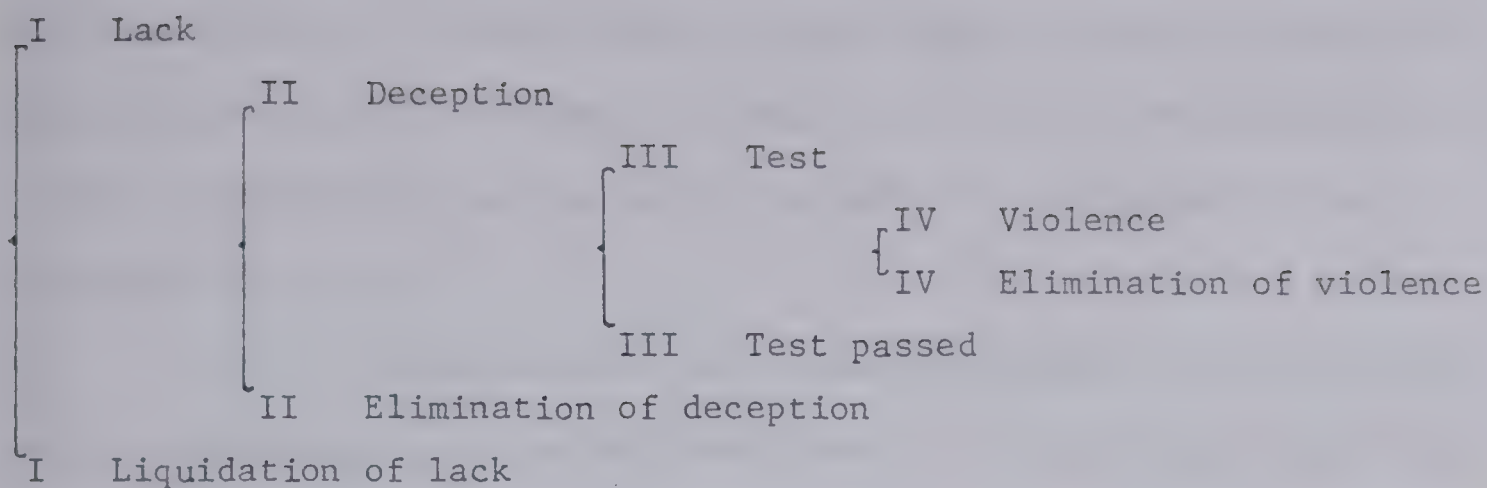 I Lack
II Deception
III Test
IV Violence
IV Elimination of violence
III Test passed
II Elimination of deception
I Liquidation of lack